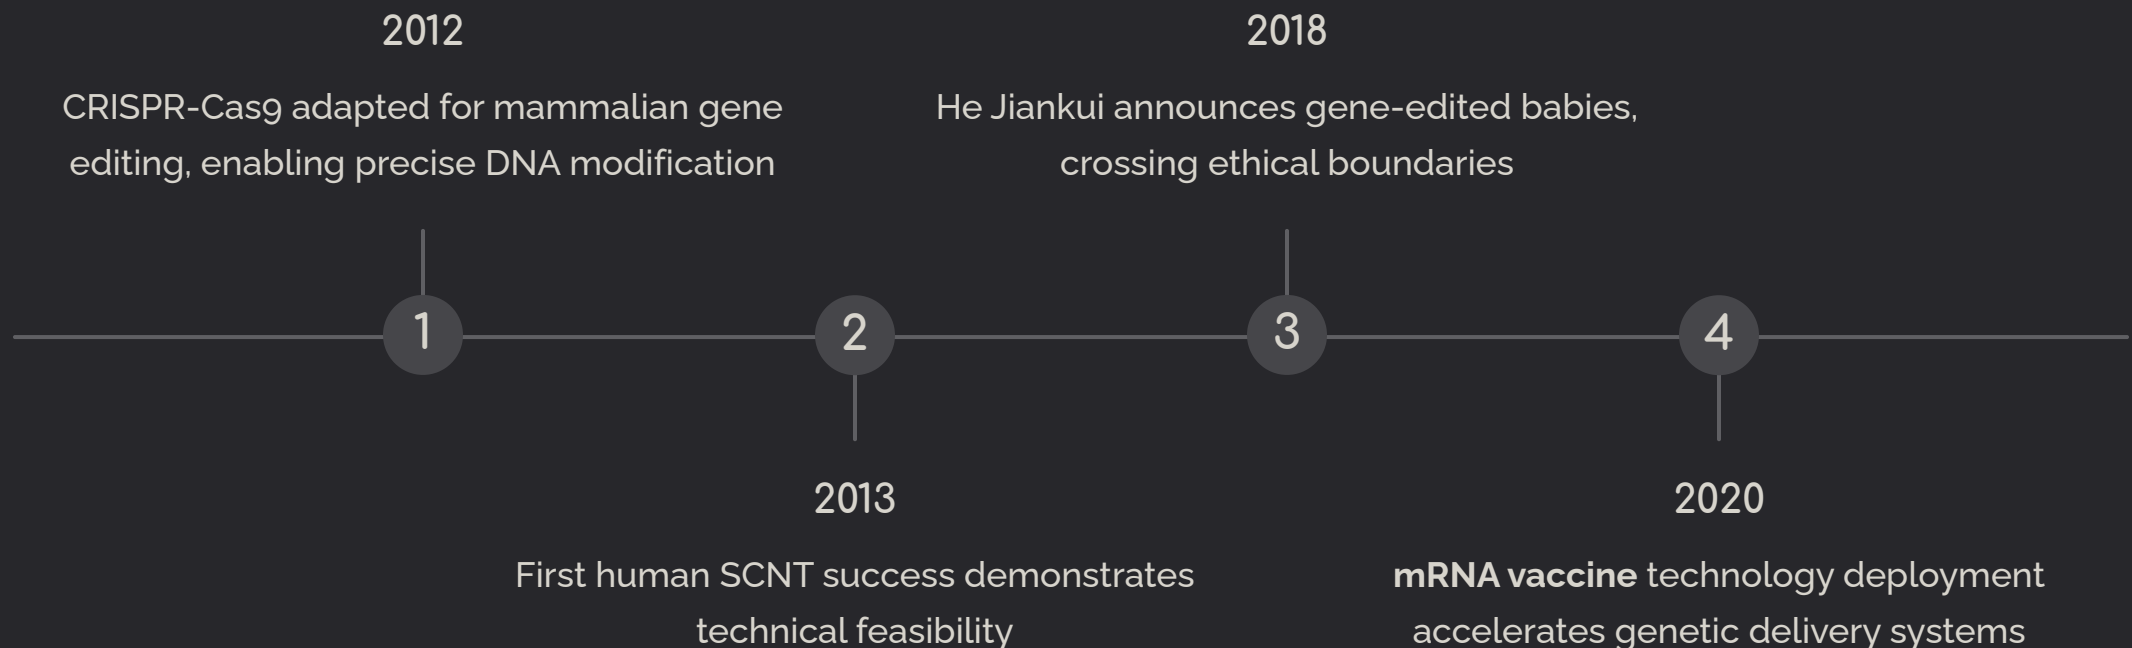 2012
CRISPR-Cas9 adapted for mammalian gene
editing, enabling precise DNA modification
2018
He Jiankui announces gene-edited babies,
crossing ethical boundaries
1
2
3
4
2013
First human SCNT success demonstrates
technical feasibility
2020
mRNA vaccine technology deployment
accelerates genetic delivery systems